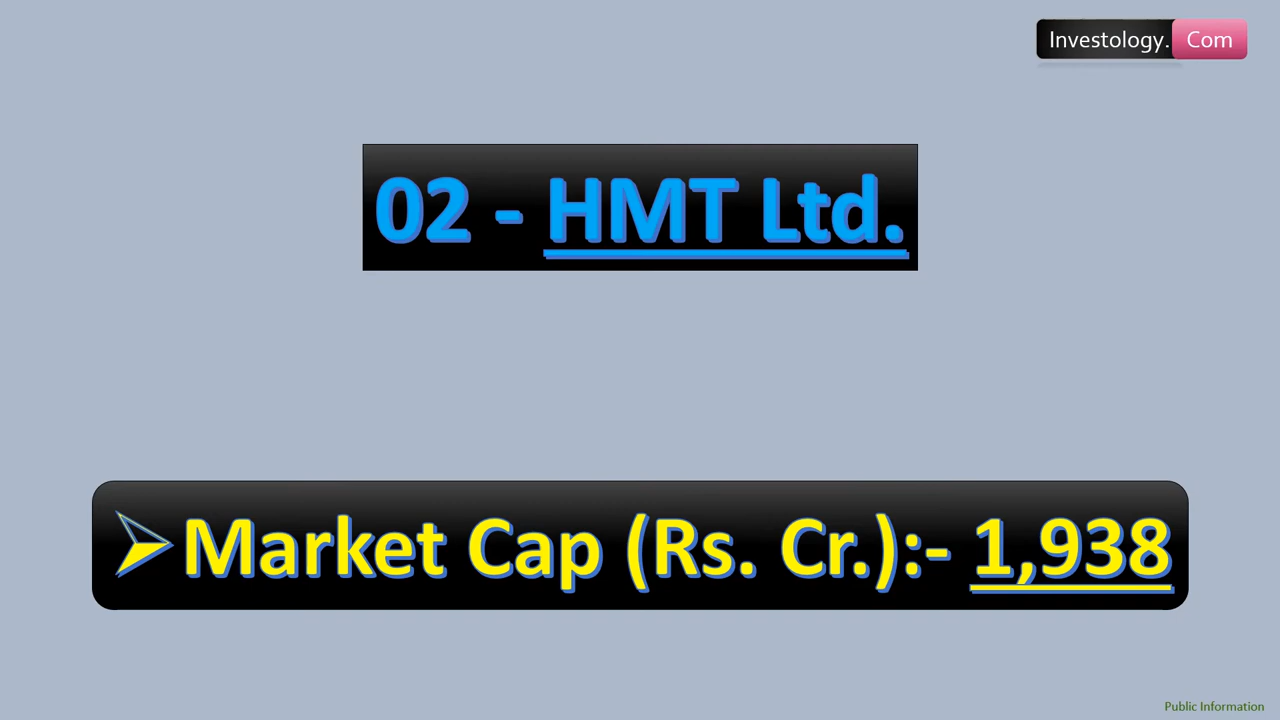 Investology. Com
02 - HMT Ltd.
➢Market Cap (Rs. Cr.):- 1,938
Public Information